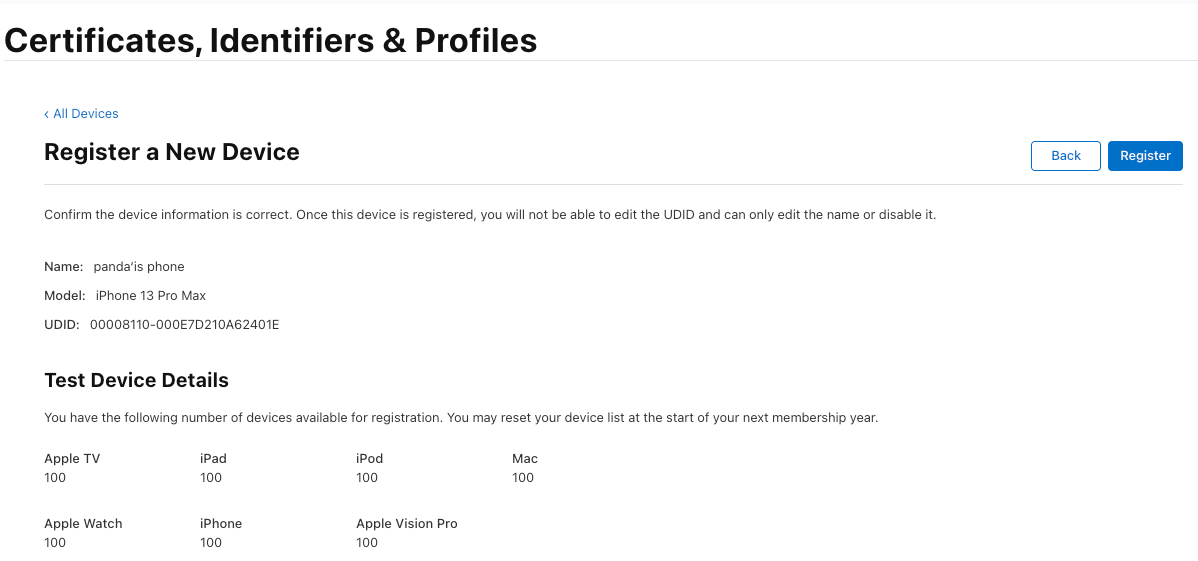 Certificates, Identifiers & Profiles
‹ All Devices
Register a New Device
Back
Register
Confirm the device information is correct. Once this device is registered, you will not be able to edit the UDID and can only edit the name or disable it.
Name: panda‘is phone
Model: iPhone 13 Pro Max
UDID: 00008110-000E7D210A62401E
Test Device Details
You have the following number of devices available for registration. You may reset your device list at the start of your next membership year.
Apple TV iPad iPod Mac
100 100 100 100
Apple Watch iPhone Apple Vision Pro
100 100 100